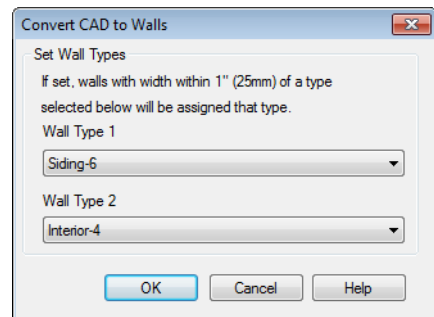 Convert CAD to Walls
Set Wall Types
If set, walls with width within 1" (25mm) of a type
selected below will be assigned that type.
Wall Type 1
Siding-6
Wall Type 2
Interior-4
OK Cancel Help